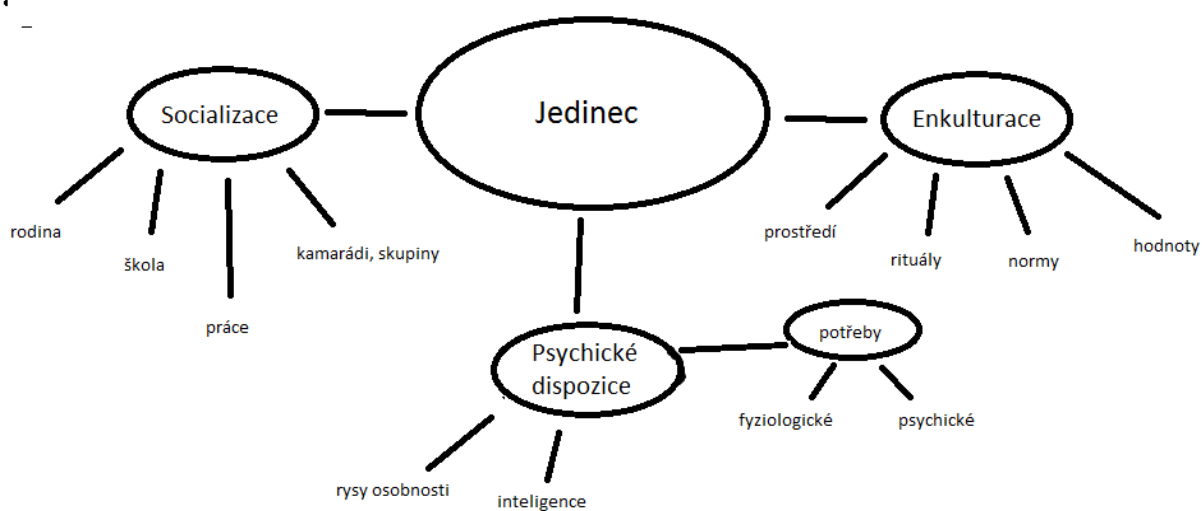 Jedinec
Socializace
Enkulturace
rodina
škola
práce
kamarádi, skupiny
prostředí
rituály
normy
hodnoty
Psychické
dispozice
potřeby
fyziologické
psychické
rysy osobnosti
inteligence